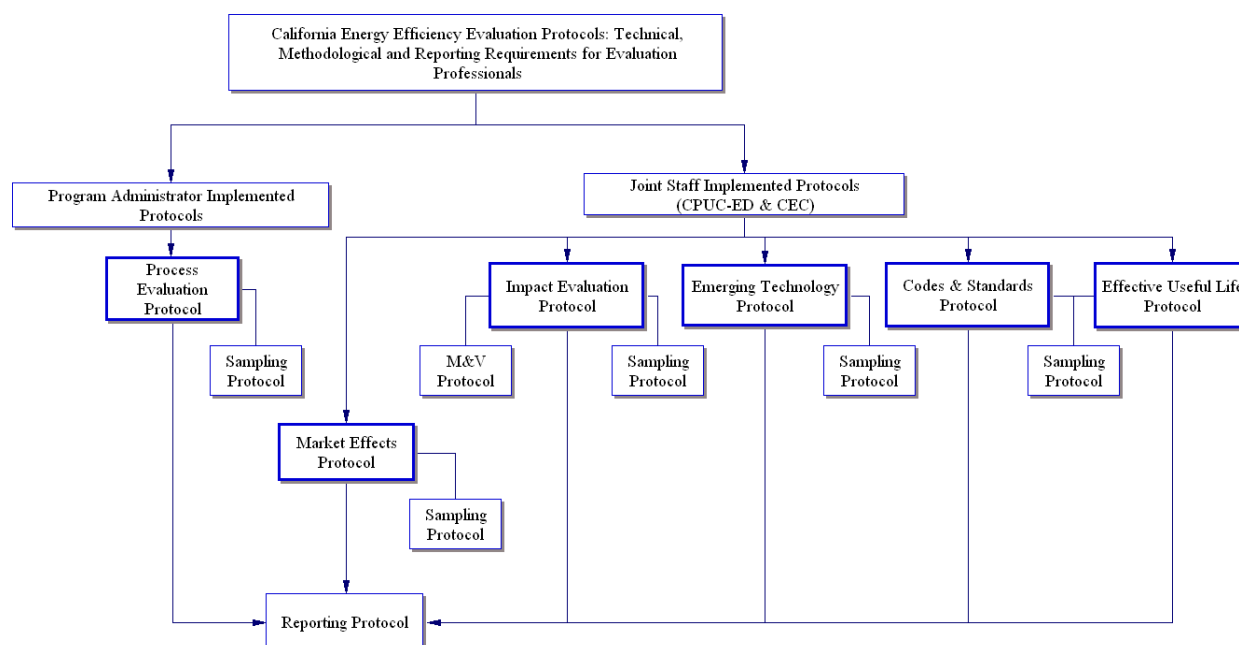 California Energy Efficiency Evaluation Protocols: Technical,
Methodological and Reporting Requirements for Evaluation
Professionals
Program Administrator Implemented
Protocols
Joint Staff Implemented Protocols
(CPUC-ED & CEC)
Process
Evaluation
Protocol
Impact Evaluation
Protocol
Emerging Technology
Protocol
Codes & Standards
Protocol
Effective Useful Life
Protocol
Sampling
Protocol
M&V
Protocol
Sampling
Protocol
Sampling
Protocol
Sampling
Protocol
Market Effects
Protocol
Sampling
Protocol
Reporting Protocol